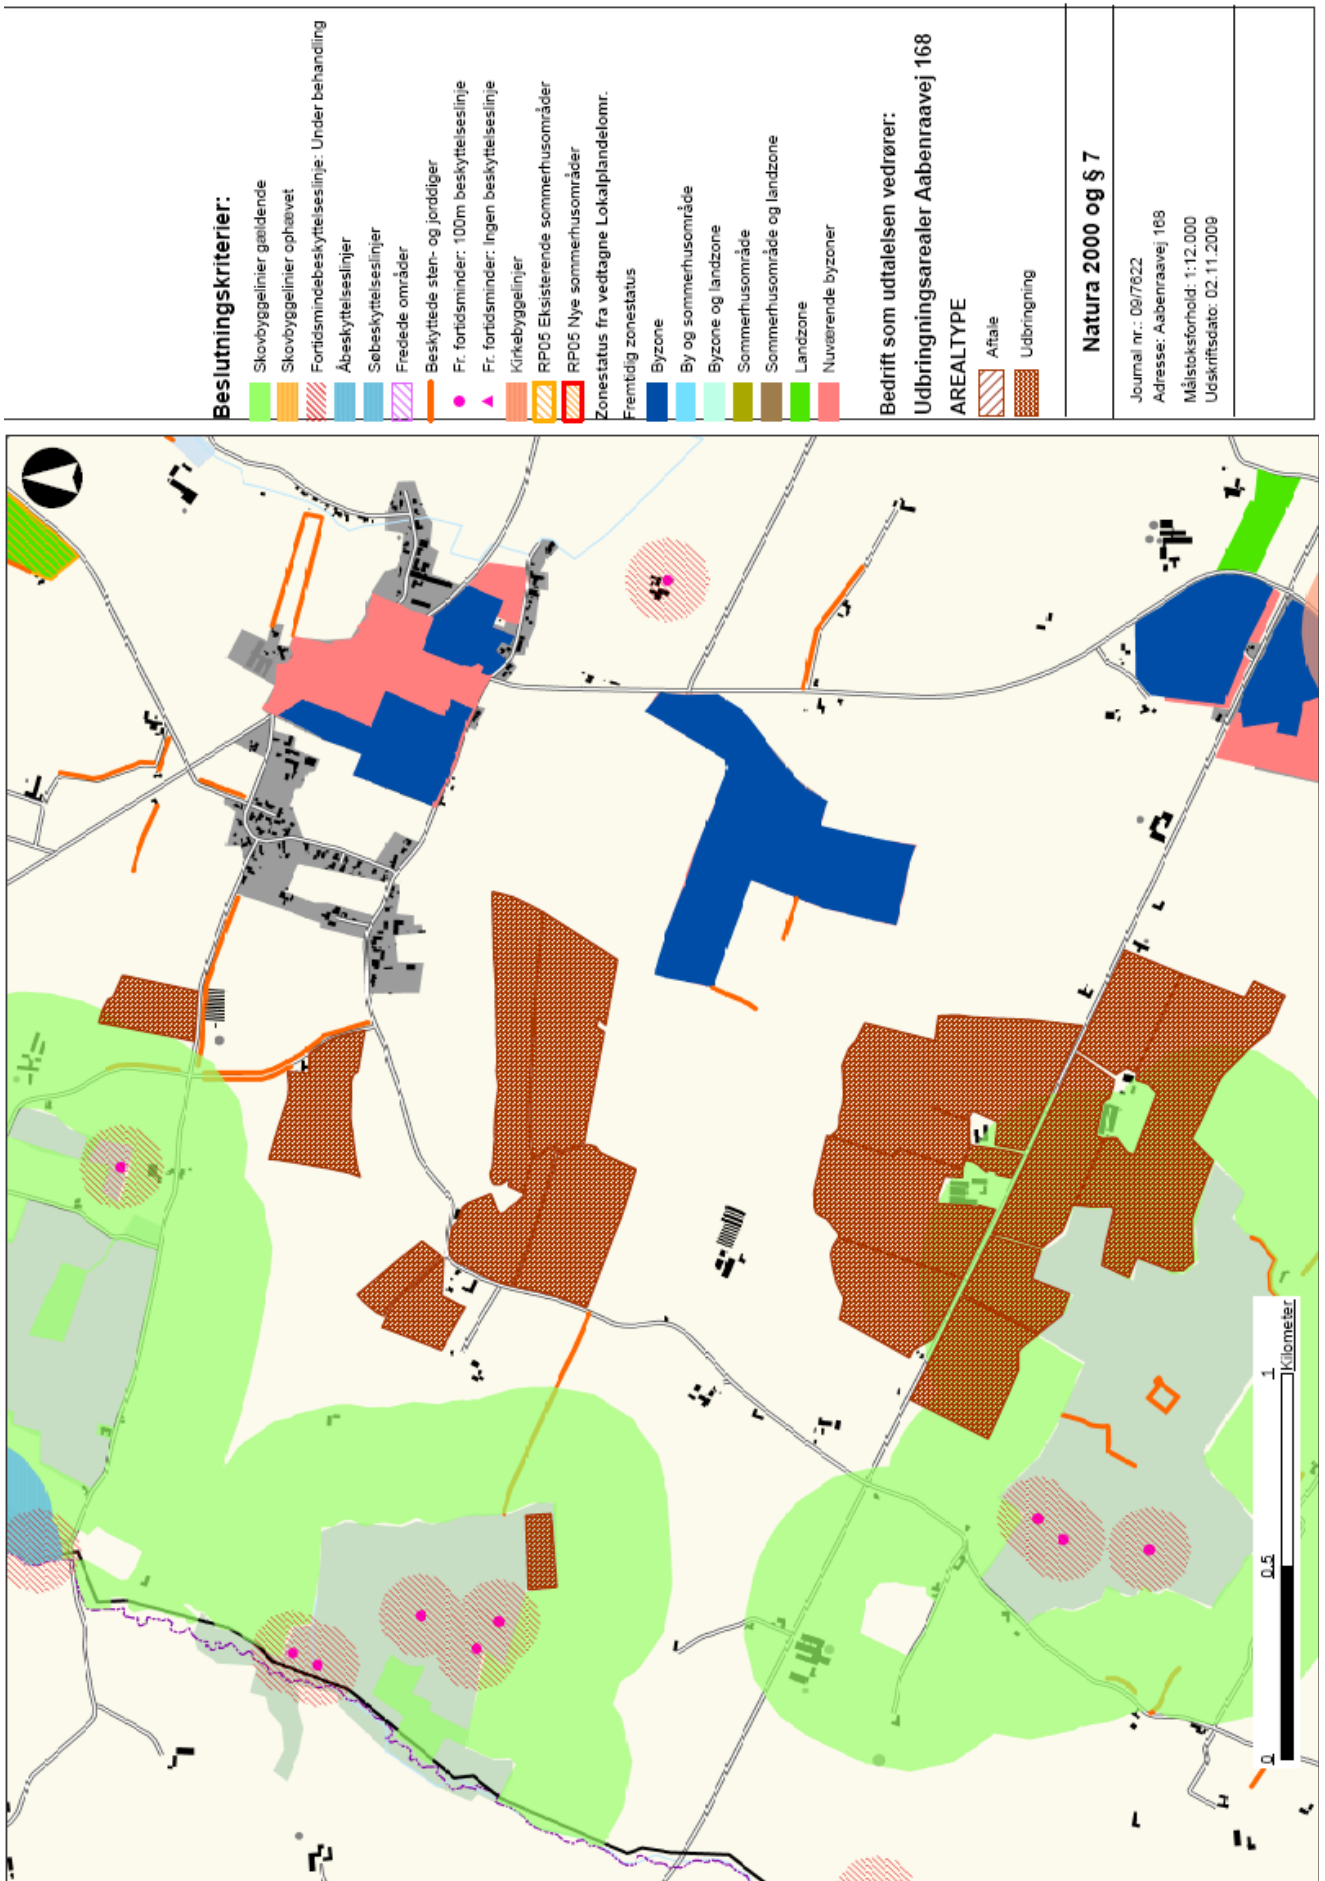 Beslutningskriterier:
Skovbyggelinier gældende
Skovbyggelinier ophævet
Fortidsmindebeskyttelseslinje: Under behandling
Åbeskyttelseslinjer
Søbeskyttelseslinjer
Fredede områder
Beskyttede sten- og jorddiger
Fr. fortidsminder: 100m beskyttelseslinje
Fr. fortidsminder: Ingen beskyttelseslinje
Kirkebyggelinjer
RP05 Eksisterende sommerhusområder
RP05 Nye sommerhusområder
Zonestatus fra vedtagne Lokalplandelomr.
Fremtidig zonestatus
Byzone
By og sommerhusområde
Byzone og landzone
Sommerhusområde
Sommerhusområde og landzone
Landzone
Nuværende byzoner
Bedrift som udtalelsen vedrører:
Udbringningsarealer Aabenraavej 168
AREALTYPE
Aftale
Udbringning
Natura 2000 og § 7
Journal nr.: 09/7622
Adresse: Aabenraavej 168
Målstoksforhold: 1:12.000
Udskriftsdato: 02.11.2009
0 0,5 1
Kilometer